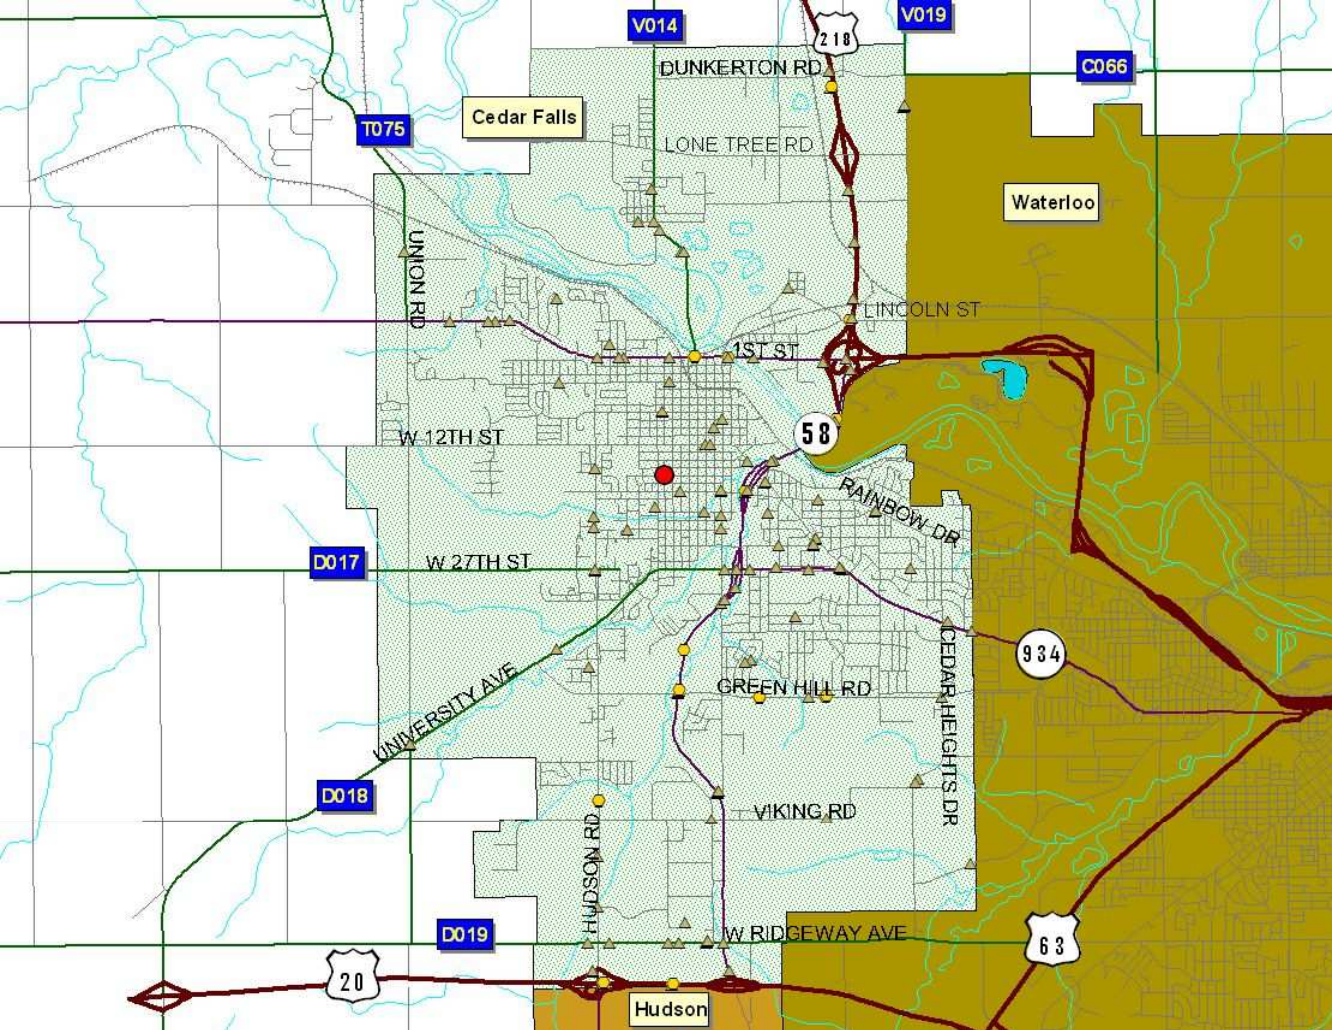 V014
218
V019
DUNKERTON RD
C066
Cedar Falls
T075
LONE TREE RD
Waterloo
UNION RD
LINCOLN ST
1ST ST
58
W 12TH ST
RAINBOW DR
D017
W 27TH ST
934
CEDAR HEIGHTS DR
UNIVERSITY AVE
GREEN HILL RD
D018
VIKING RD
HUDSON RD
D019
W RIDGEWAY AVE
63
20
Hudson